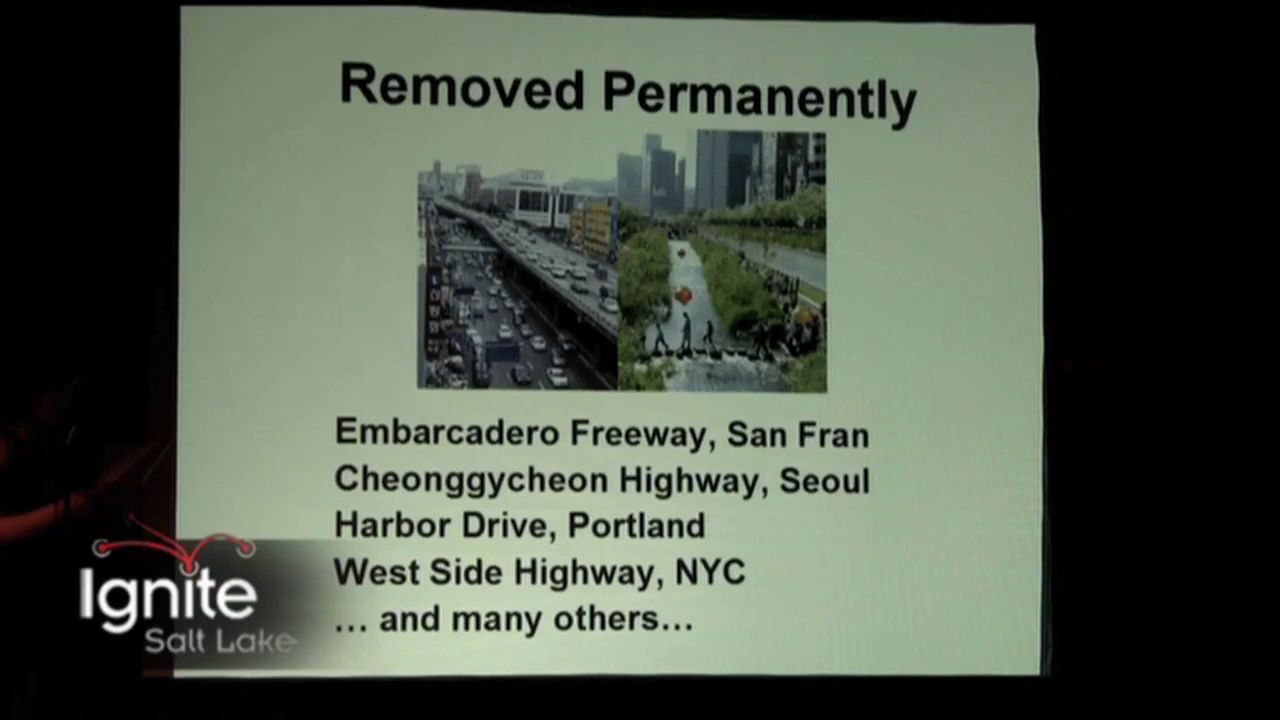 Removed Permanently
Embarcadero Freeway, San Fran
Cheonggycheon Highway, Seoul
Harbor Drive, Portland
West Side Highway, NYC
… and many others…
Ignite
Salt Lake